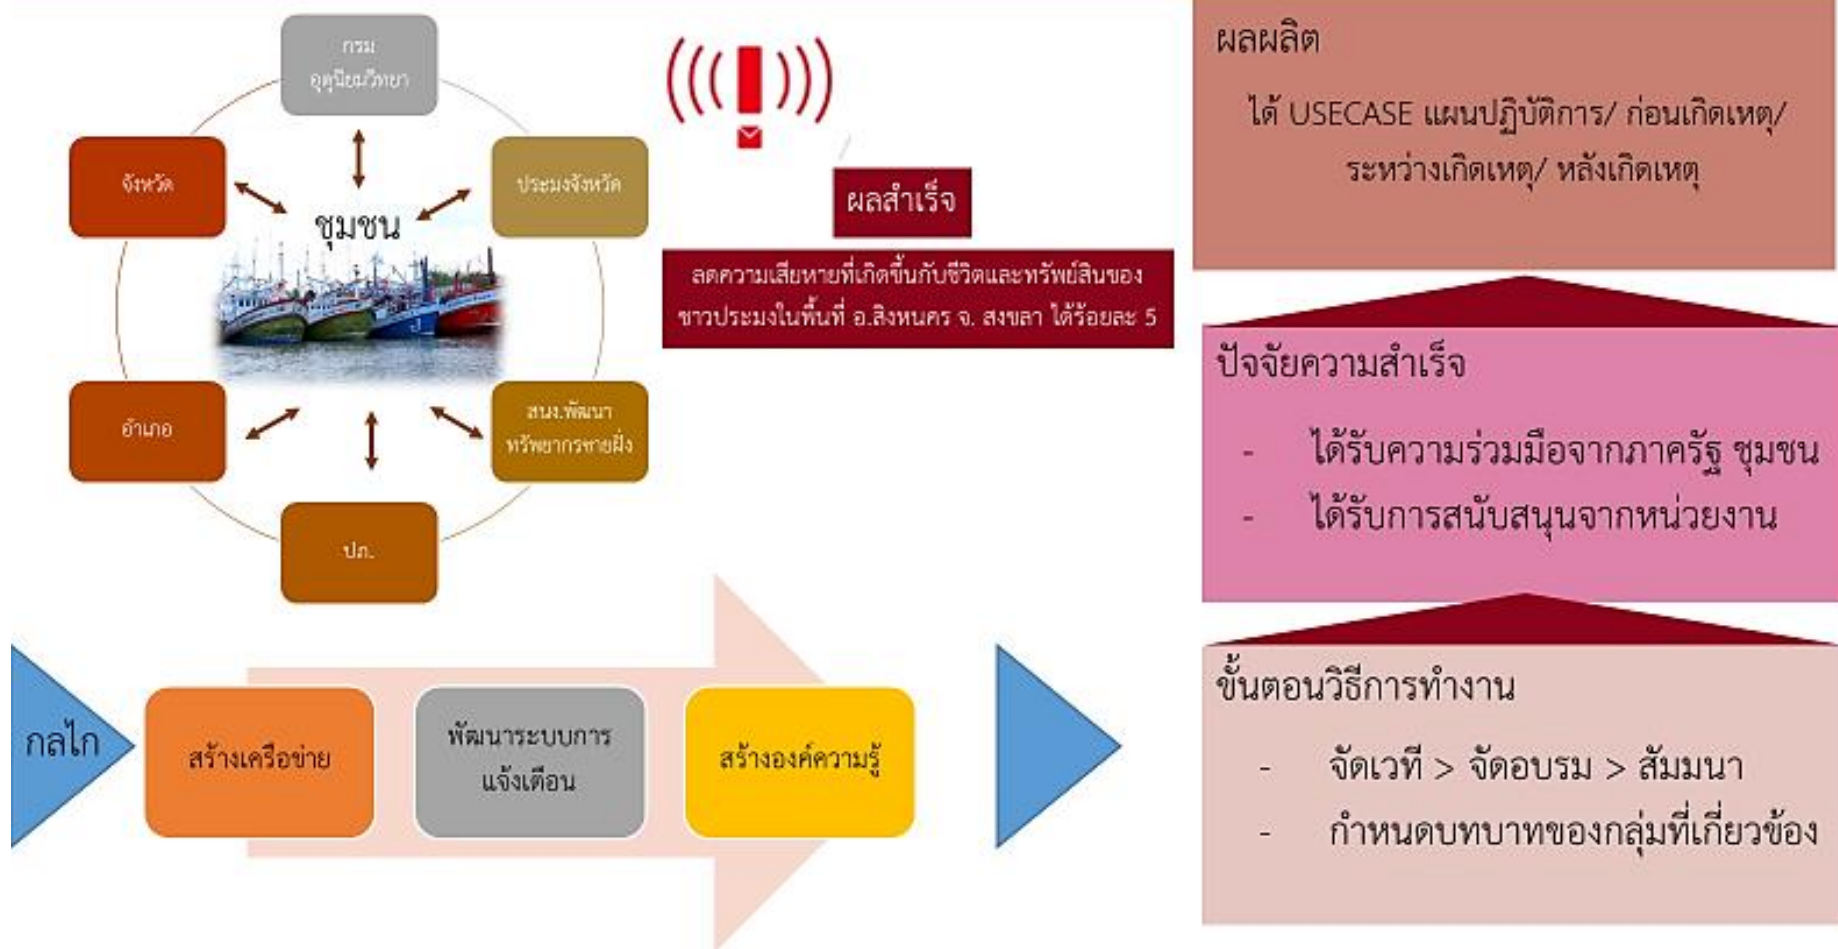 กรม
อุตุนิยมวิทยา
จังหวัด
ประมงจังหวัด
ชุมชน
อำเภอ
สนง.พัฒนา
ทรัพยากรชายฝั่ง
ปภ.
ผลสำเร็จ
ลดความเสียหายที่เกิดขึ้นกับชีวิตและทรัพย์สินของ
ชาวประมงในพื้นที่ อ.สิงหนคร จ. สงขลา ได้ร้อยละ 5
กลไก
สร้างเครือข่าย
พัฒนาระบบการ
แจ้งเตือน
สร้างองค์ความรู้
ผลผลิต
ได้ USECASE แผนปฏิบัติการ/ ก่อนเกิดเหตุ/
ระหว่างเกิดเหตุ/ หลังเกิดเหตุ
ปัจจัยความสำเร็จ
- ได้รับความร่วมมือจากภาครัฐ ชุมชน
- ได้รับการสนับสนุนจากหน่วยงาน
ขั้นตอนวิธีการทำงาน
- จัดเวที > จัดอบรม > สัมมนา
- กำหนดบทบาทของกลุ่มที่เกี่ยวข้อง